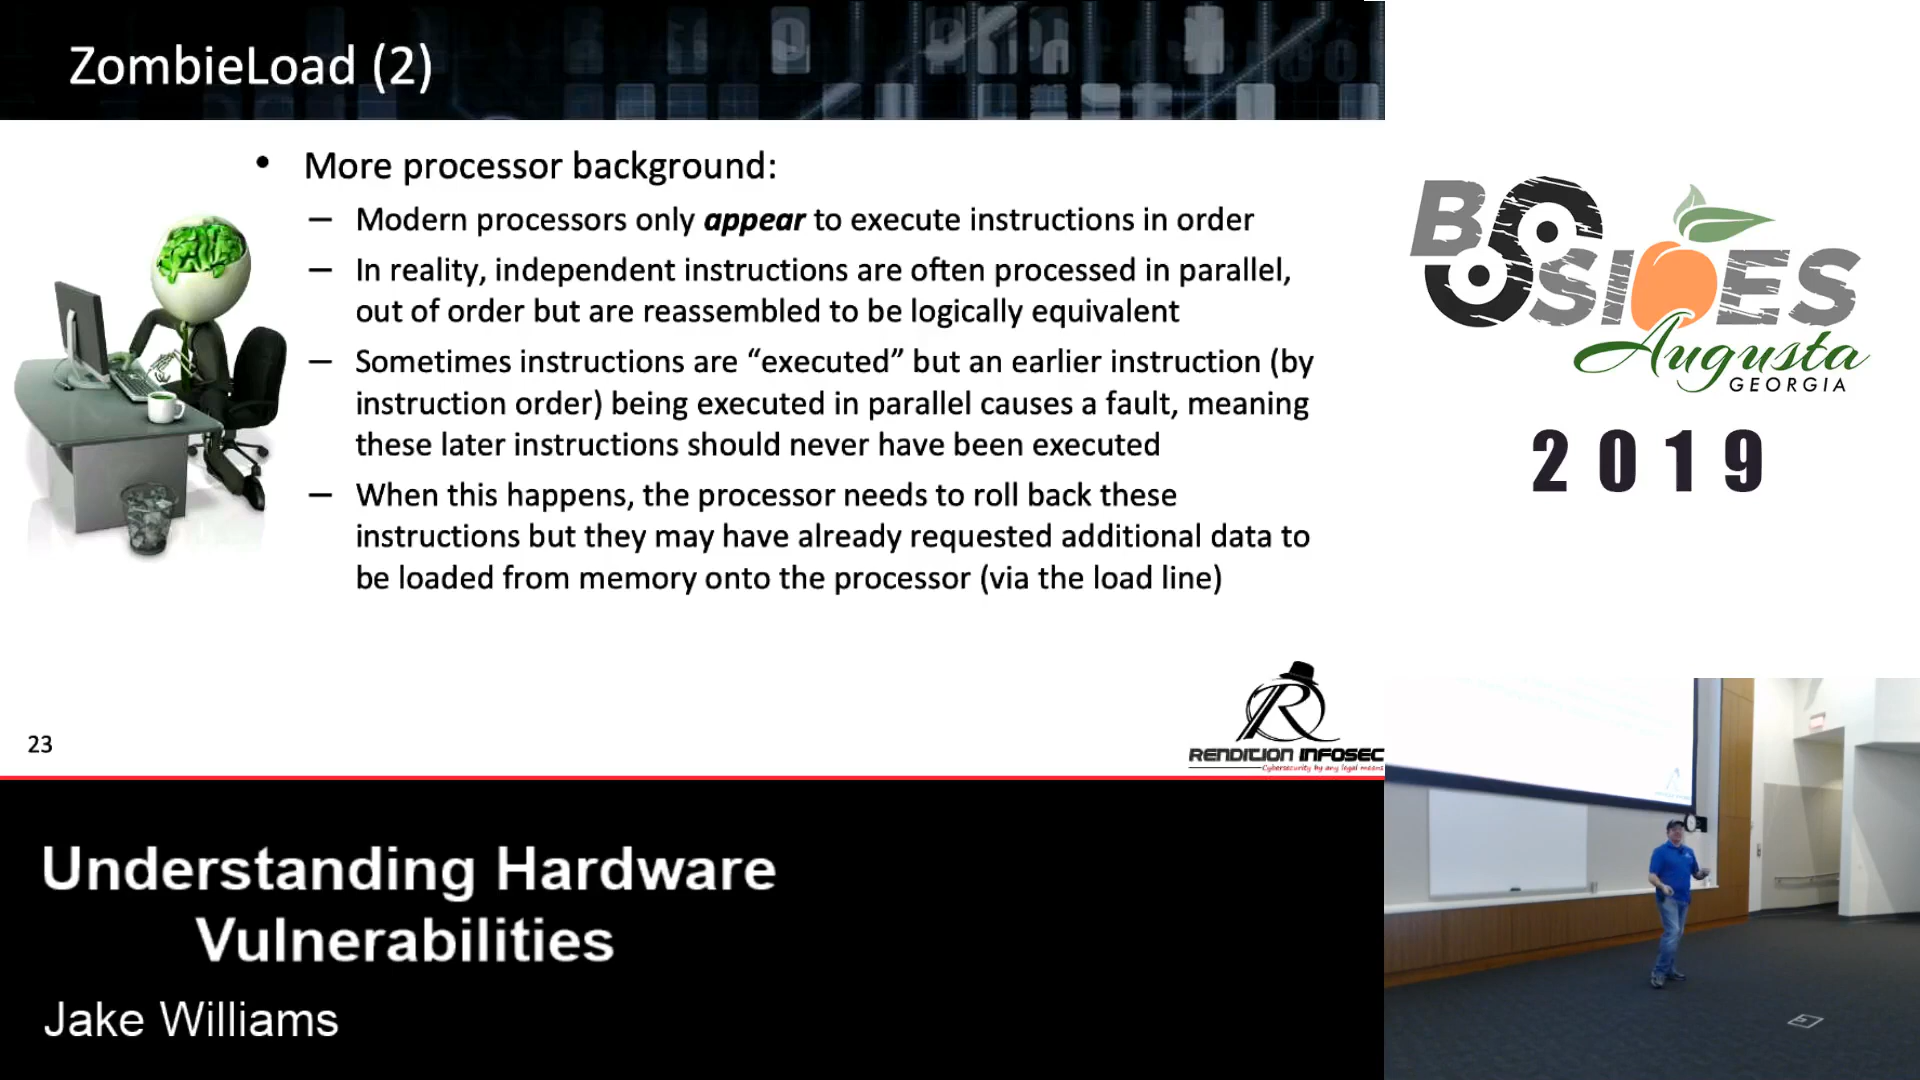 ZombieLoad (2)
• More processor background:
– Modern processors only appear to execute instructions in order
– In reality, independent instructions are often processed in parallel,
out of order but are reassembled to be logically equivalent
– Sometimes instructions are “executed” but an earlier instruction (by
instruction order) being executed in parallel causes a fault, meaning
these later instructions should never have been executed
– When this happens, the processor needs to roll back these
instructions but they may have already requested additional data to
be loaded from memory onto the processor (via the load line)
23
R
RENDITION INFOSEC
Cybersecurity by any legal means
BSIDES
Augusta
GEORGIA
2019
Understanding Hardware
Vulnerabilities
Jake Williams